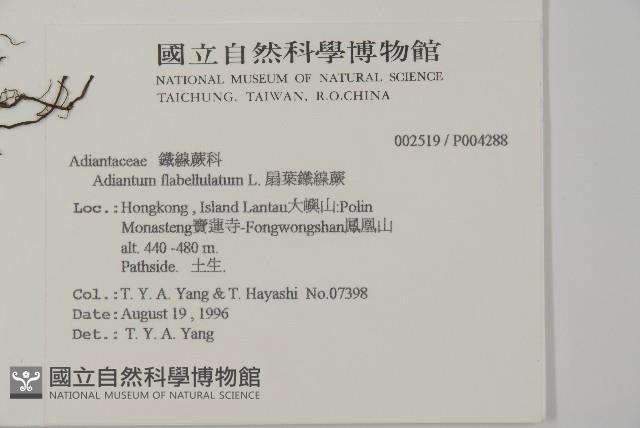 國立自然科學博物館
NATIONAL MUSEUM OF NATURAL SCIENCE
TAICHUNG, TAIWAN, R.O.CHINA
002519 / P004288
Adiantaceae 鐵線蕨科
Adiantum flabellulatum L. 扇葉鐵線蕨
Loc.: Hongkong , Island Lantau大嶼山:Polin
Monasteng寶蓮寺-Fongwongshan鳳凰山
alt. 440 -480 m.
Pathside. 土生.
Col.: T. Y. A. Yang & T. Hayashi No.07398
Date: August 19 , 1996
Det.: T. Y. A. Yang
國立自然科學博物館
NATIONAL MUSEUM OF NATURAL SCIENCE